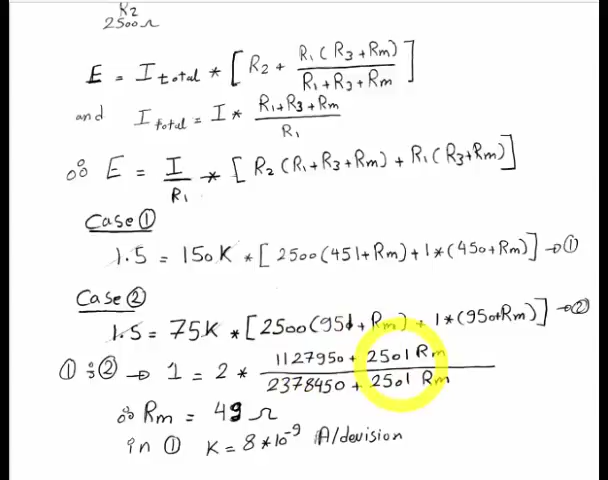 R2
2500Ω
E = Itotal * [R2 + R1(R3+Rm) / R1+R3+Rm]
and Itotal = I * R1+R3+Rm / R1
∴ E = I / R1 * [R2(R1+R3+Rm) + R1(R3+Rm)]
Case ①
1.5 = 150K * [2500(451+Rm)+1*(450+Rm)] → ①
Case ②
1.5 = 75K * [2500(951+Rm)+1*(950+Rm)] → ②
① ÷ ② → 1 = 2 * 1127950 + 2501 Rm / 2378450 + 2501 Rm
∴ Rm = 49 Ω
in ① K = 8*10^-9 A/devision